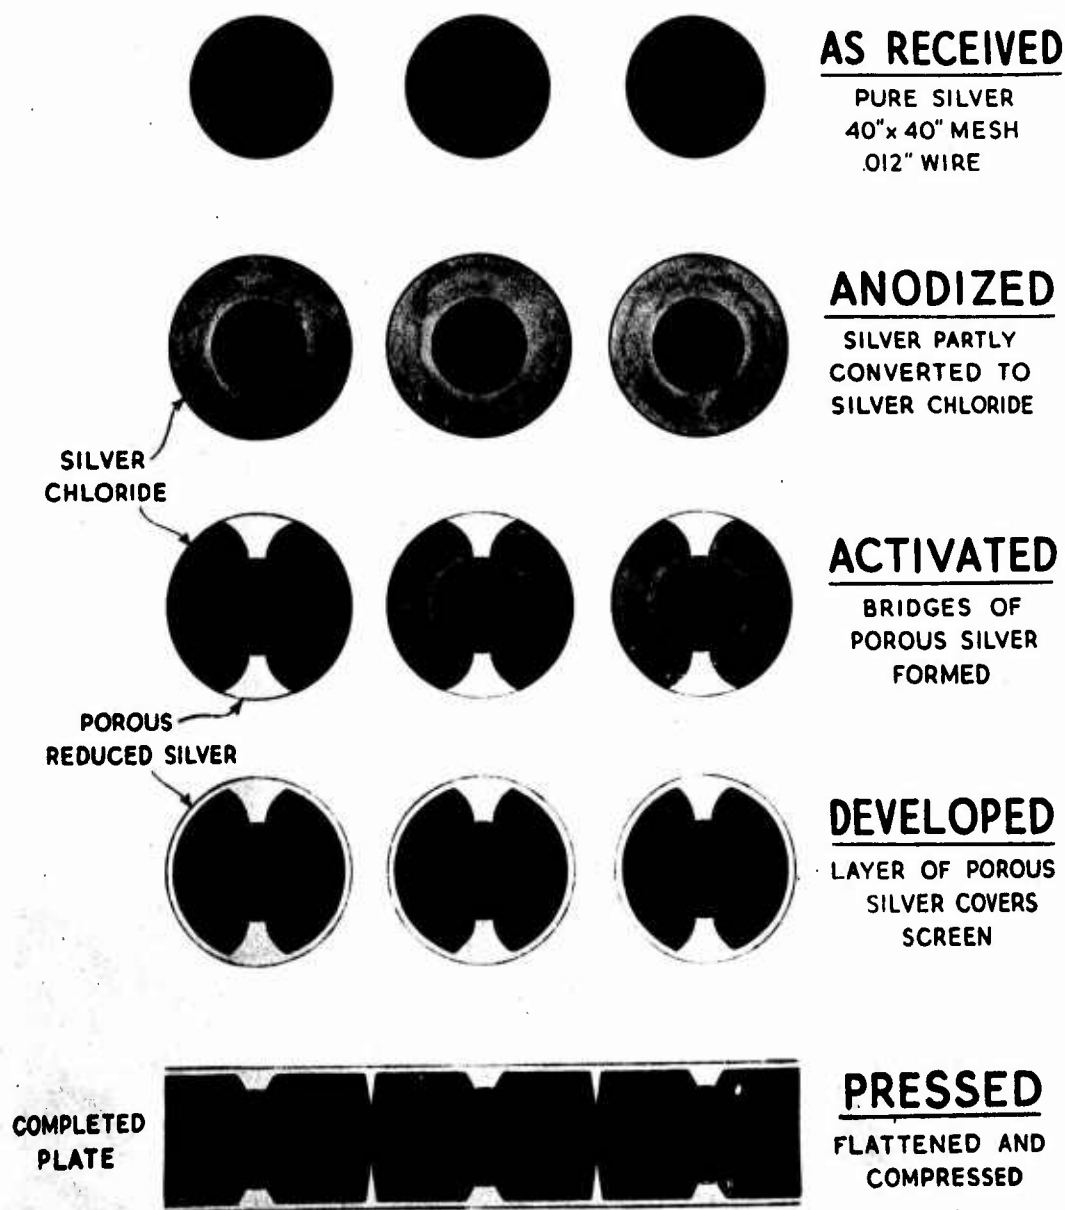 AS RECEIVED
PURE SILVER
40"x 40" MESH
.012" WIRE
ANODIZED
SILVER PARTLY
CONVERTED TO
SILVER CHLORIDE
SILVER
CHLORIDE
ACTIVATED
BRIDGES OF
POROUS SILVER
FORMED
POROUS
REDUCED SILVER
DEVELOPED
LAYER OF POROUS
SILVER COVERS
SCREEN
COMPLETED
PLATE
PRESSED
FLATTENED AND
COMPRESSED